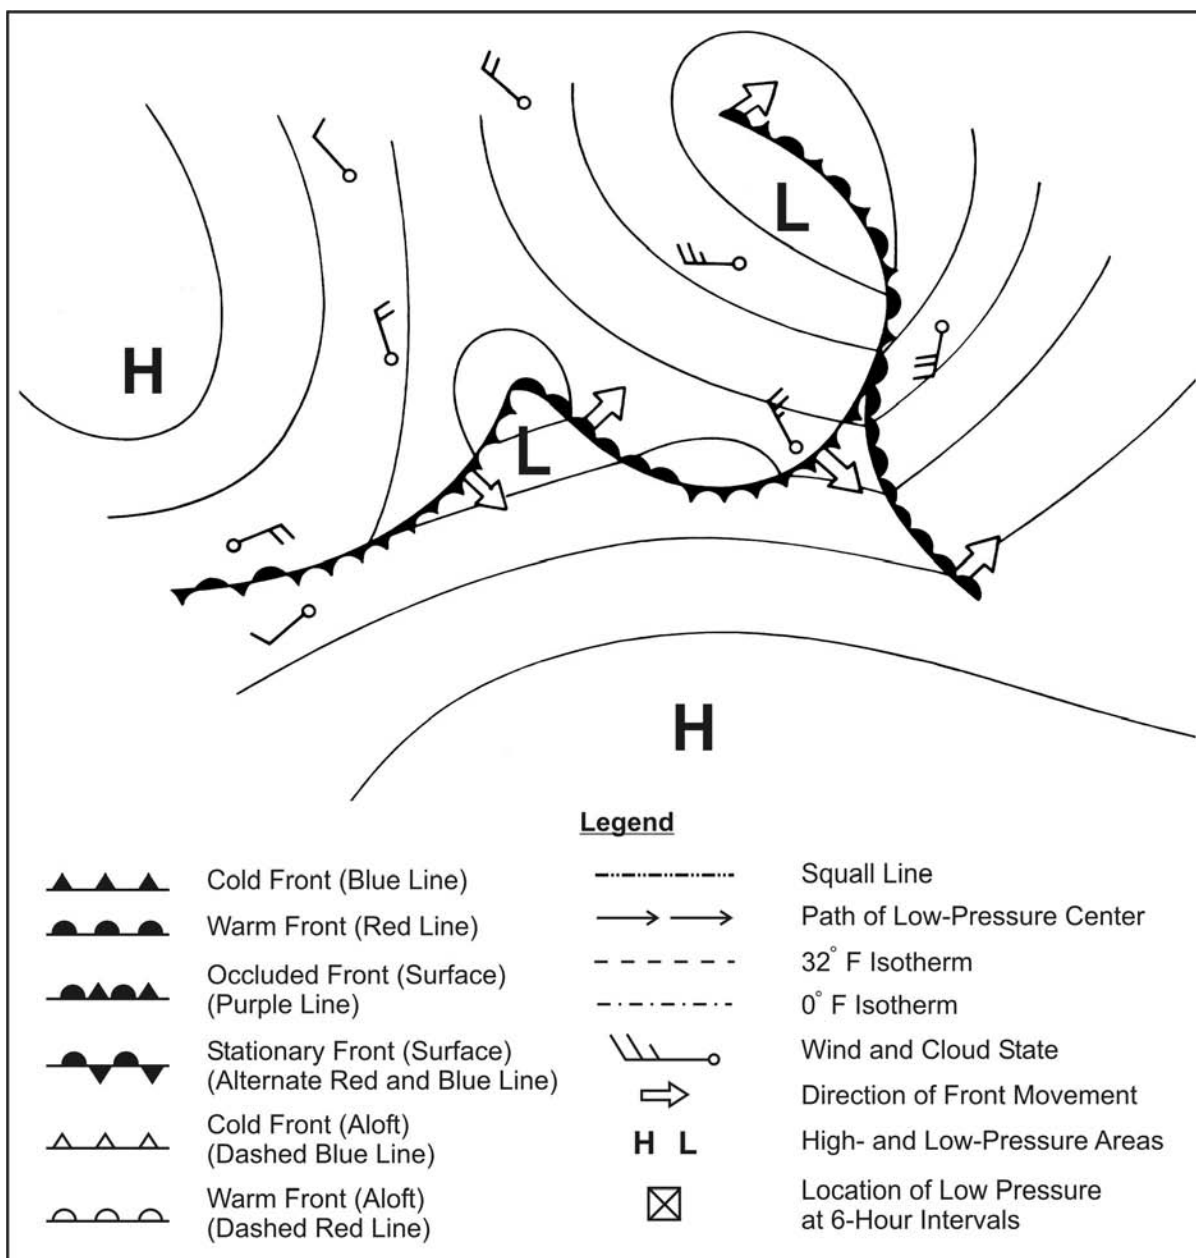 L
H
L
H
Legend
Cold Front (Blue Line)
Warm Front (Red Line)
Occluded Front (Surface)
(Purple Line)
Stationary Front (Surface)
(Alternate Red and Blue Line)
Cold Front (Aloft)
(Dashed Blue Line)
Warm Front (Aloft)
(Dashed Red Line)
Squall Line
Path of Low-Pressure Center
32° F Isotherm
0° F Isotherm
Wind and Cloud State
Direction of Front Movement
H L
High- and Low-Pressure Areas
Location of Low Pressure
at 6-Hour Intervals